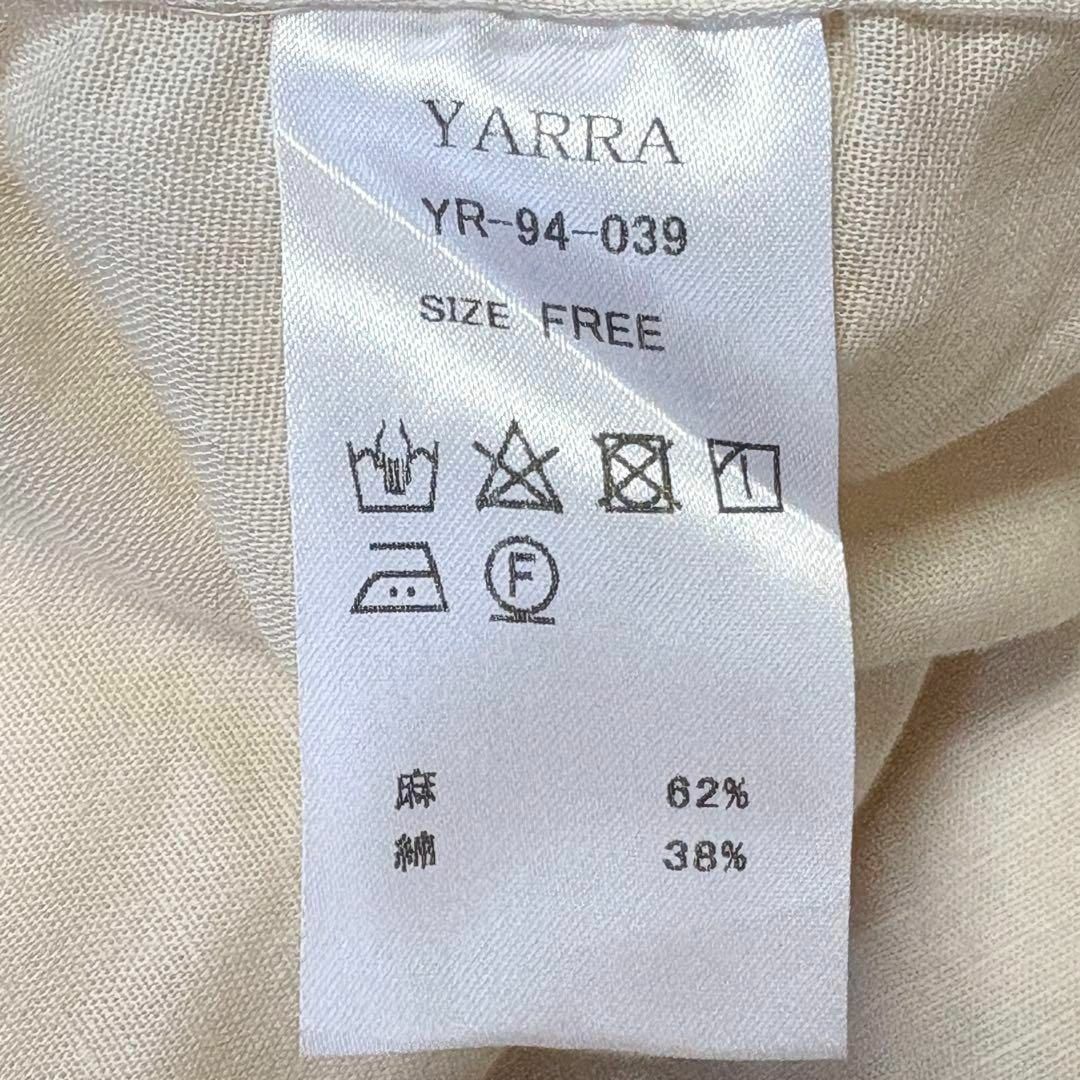 YARRA
YR-94-039
SIZE FREE
F
麻 62%
綿 38%